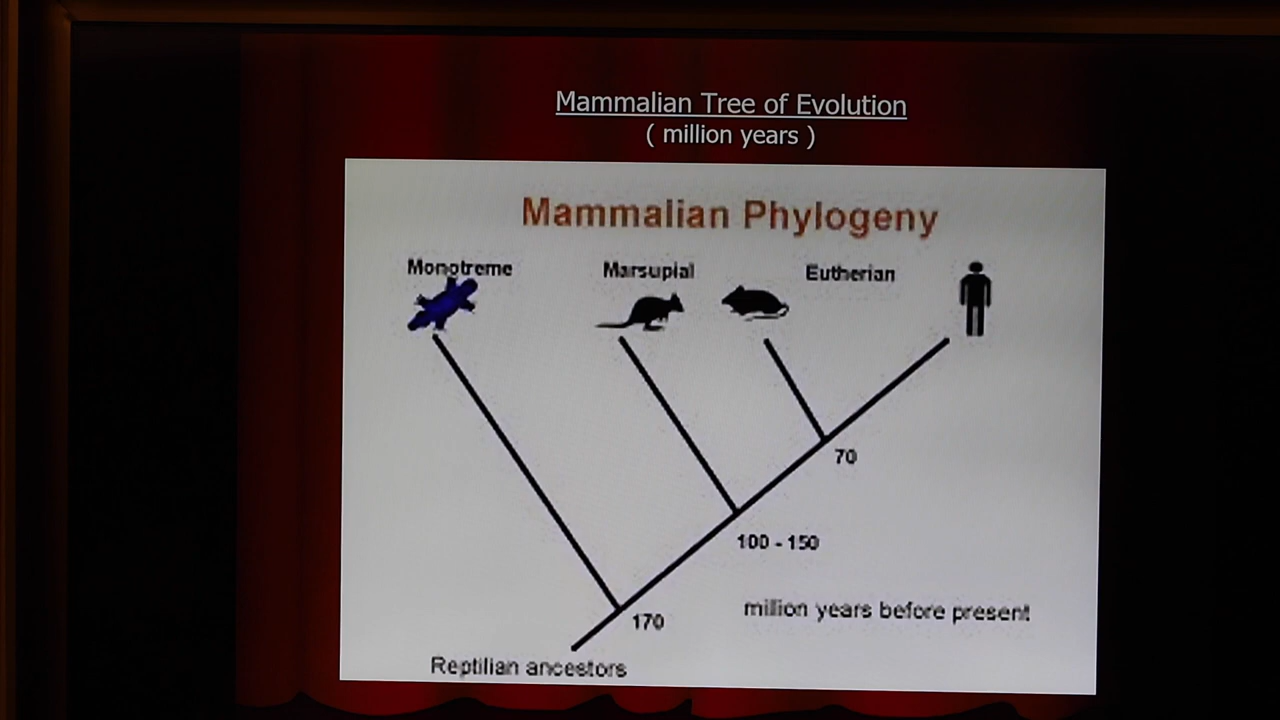 Mammalian Tree of Evolution
( million years )
Mammalian Phylogeny
Monotreme
Marsupial
Eutherian
70
100 - 150
170
million years before present
Reptilian ancestors